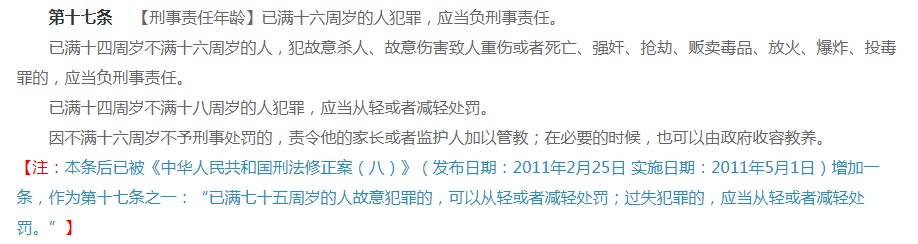 第十七条 【刑事责任年龄】已满十六周岁的人犯罪，应当负刑事责任。
已满十四周岁不满十六周岁的人，犯故意杀人、故意伤害致人重伤或者死亡、强奸、抢劫、贩卖毒品、放火、爆炸、投毒
罪的，应当负刑事责任。
已满十四周岁不满十八周岁的人犯罪，应当从轻或者减轻处罚。
因不满十六周岁不予刑事处罚的，责令他的家长或者监护人加以管教；在必要的时候，也可以由政府收容教养。
【注：本条后已被《中华人民共和国刑法修正案（八）》（发布日期：2011年2月25日 实施日期：2011年5月1日）增加一
条，作为第十七条之一：“已满七十五周岁的人故意犯罪的，可以从轻或者减轻处罚；过失犯罪的，应当从轻或者减轻处
罚。”】